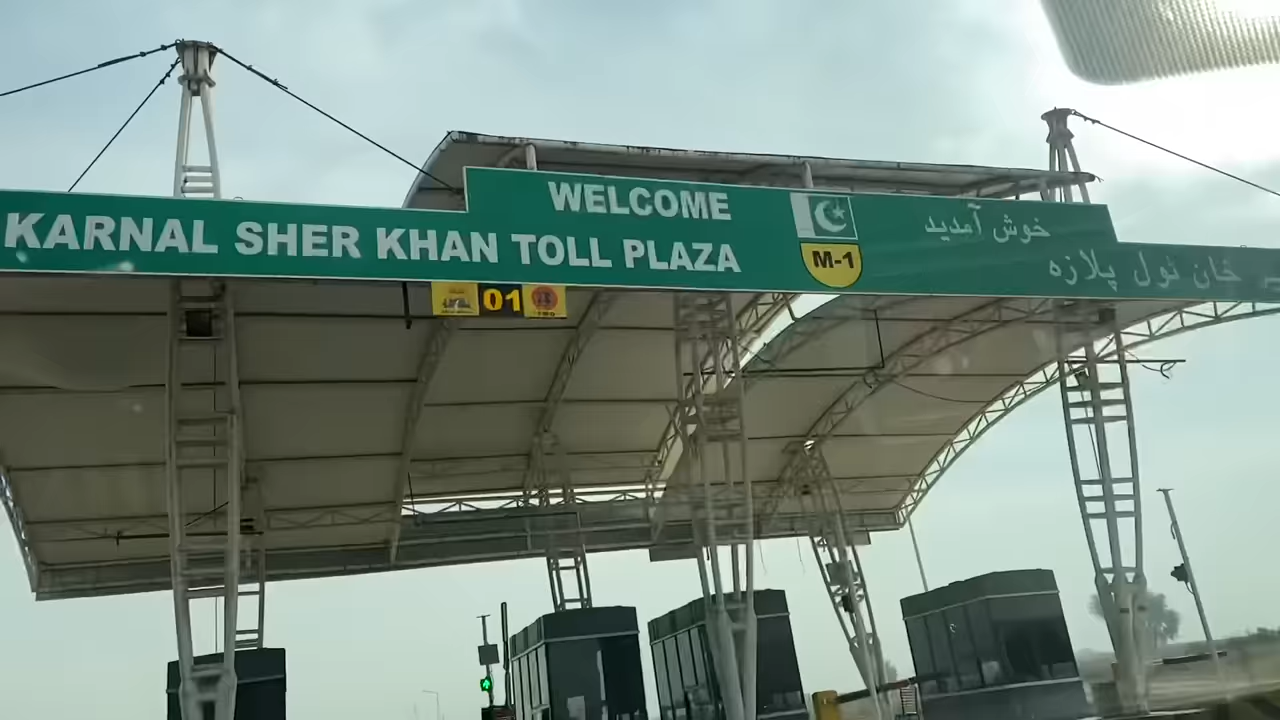 WELCOME
KARNAL SHER KHAN TOLL PLAZA
M-1
خوش آمدید
خان ٹول پلازہ
01